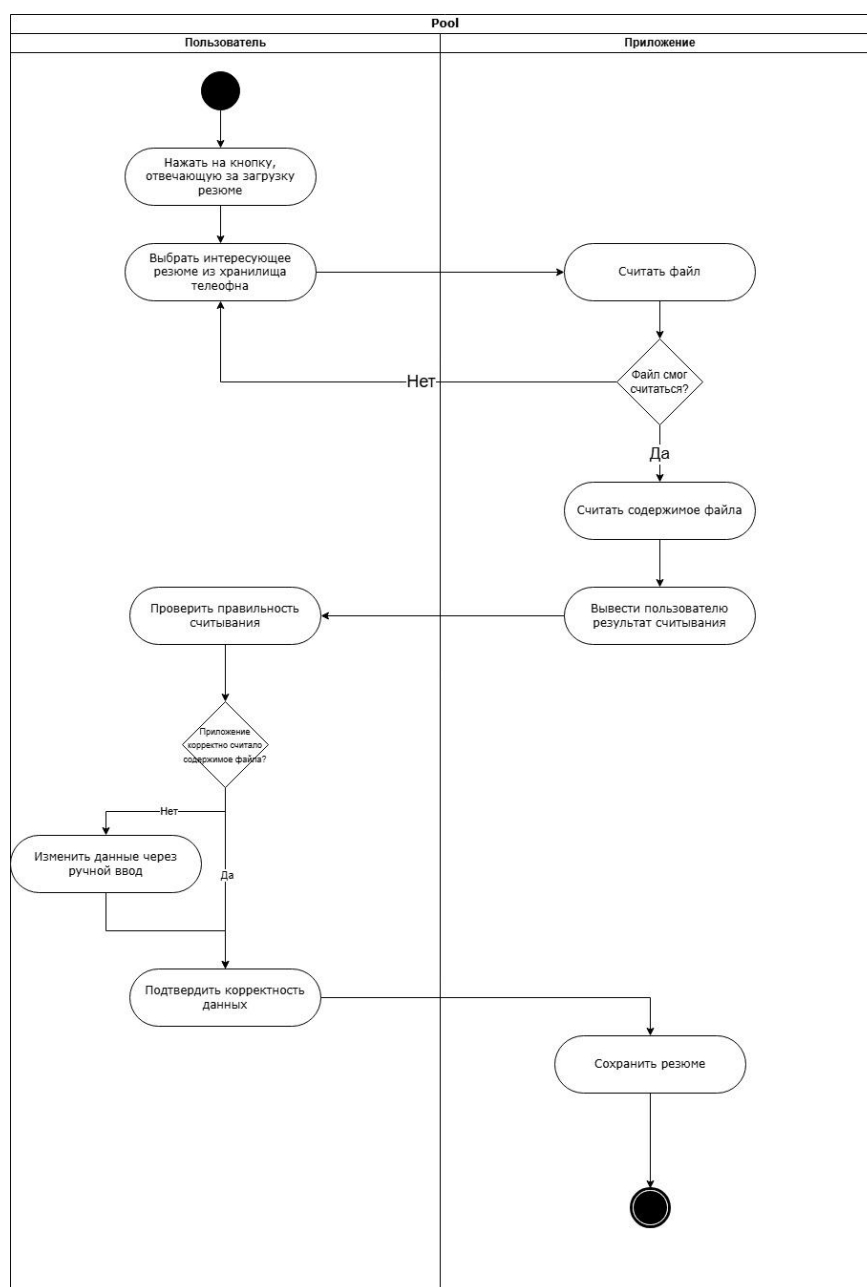 Pool
Пользователь
Приложение
Нажать на кнопку,
отвечающую за загрузку
резюме
Выбрать интересующее
резюме из хранилища
телеофна
Считать файл
Файл смог
считаться?
Нет
Да
Считать содержимое файла
Вывести пользователю
результат считывания
Проверить правильность
считывания
Приложение
корректно считало
содержимое файла?
Нет
Изменить данные через
ручной ввод
Да
Подтвердить корректность
данных
Сохранить резюме